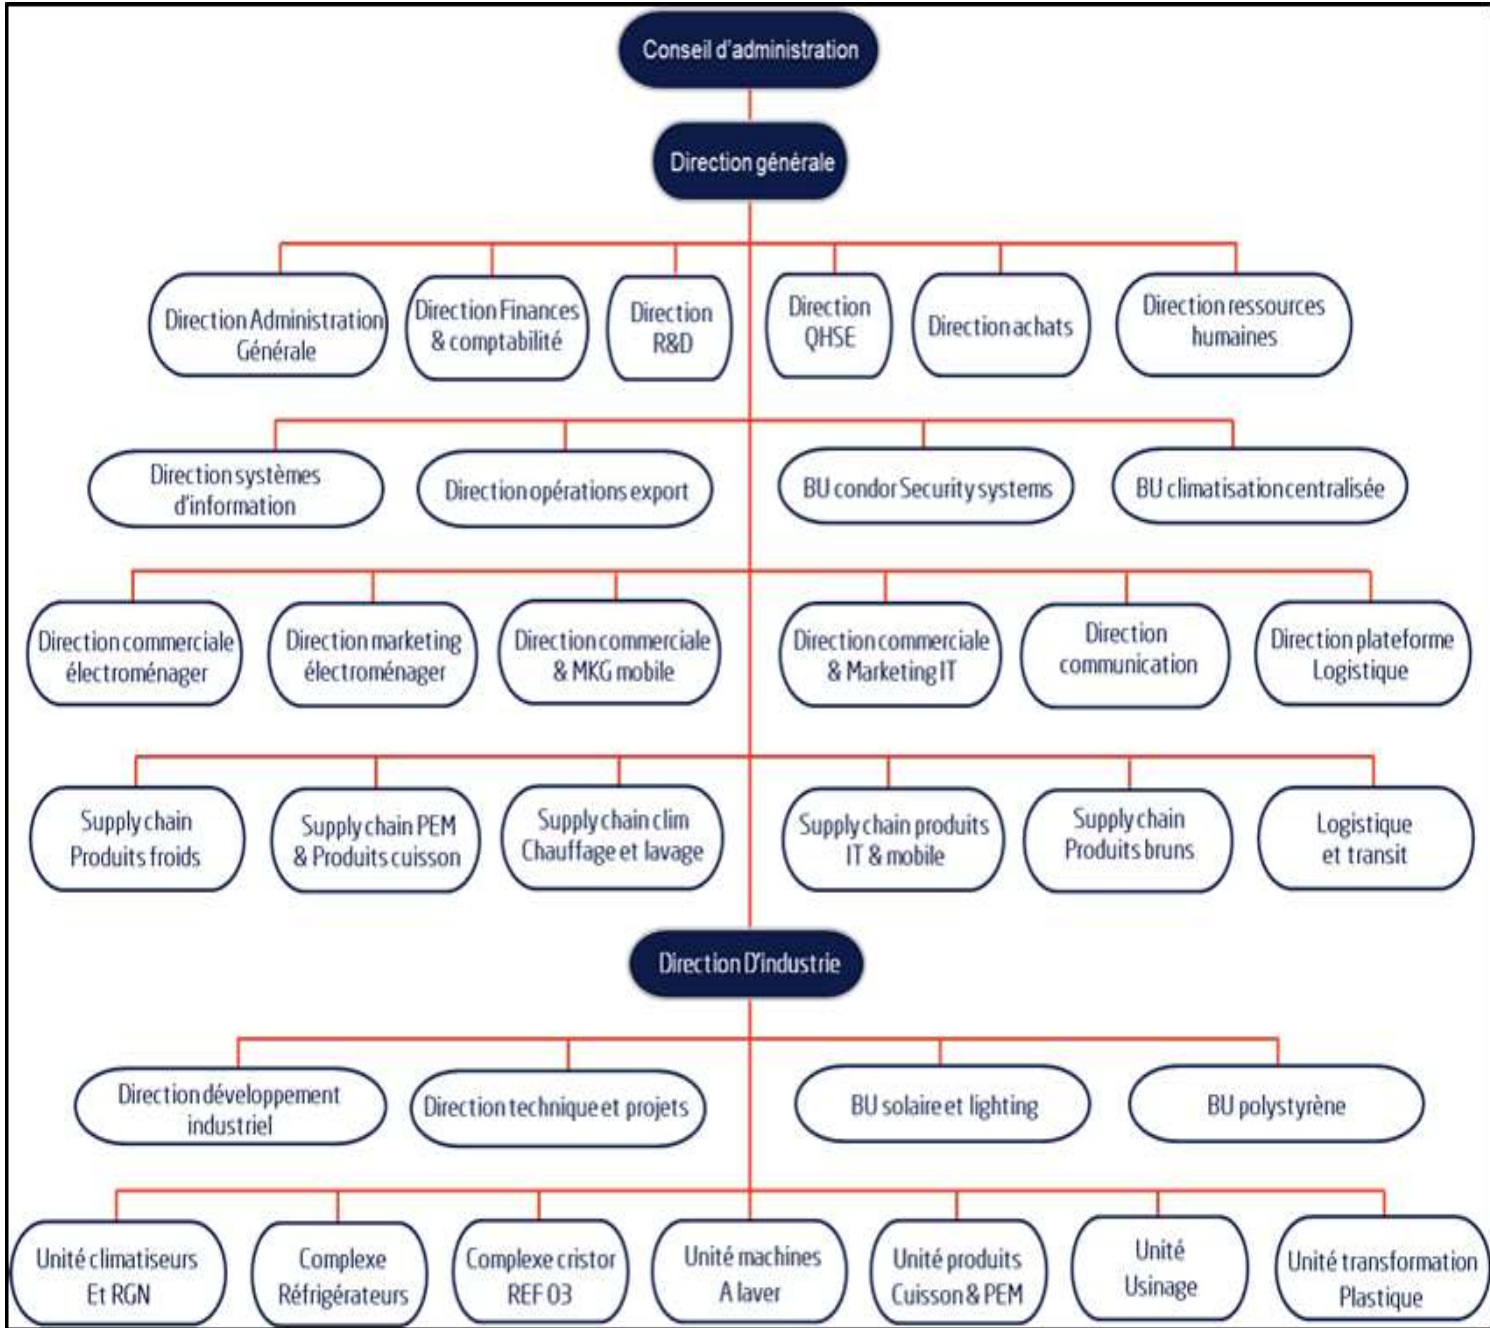 Conseil d'administration
Direction générale
Direction Administration
Générale
Direction Finances
& comptabilité
Direction
R&D
Direction
QHSE
Direction achats
Direction ressources
humaines
Direction systèmes
d'information
Direction opérations export
BU condor Security systems
BU climatisation centralisée
Direction commerciale
électroménager
Direction marketing
électroménager
Direction commerciale
& MKG mobile
Direction commerciale
& Marketing IT
Direction
communication
Direction plateforme
Logistique
Supply chain
Produits froids
Supply chain PEM
& Produits cuisson
Supply chain clim
Chauffage et lavage
Supply chain produits
IT & mobile
Supply chain
Produits bruns
Logistique
et transit
Direction D'industrie
Direction développement
industriel
Direction technique et projets
BU solaire et lighting
BU polystyrène
Unité climatiseurs
Et RGN
Complexe
Réfrigérateurs
Complexe cristor
REF 03
Unité machines
A laver
Unité produits
Cuisson & PEM
Unité
Usinage
Unité transformation
Plastique